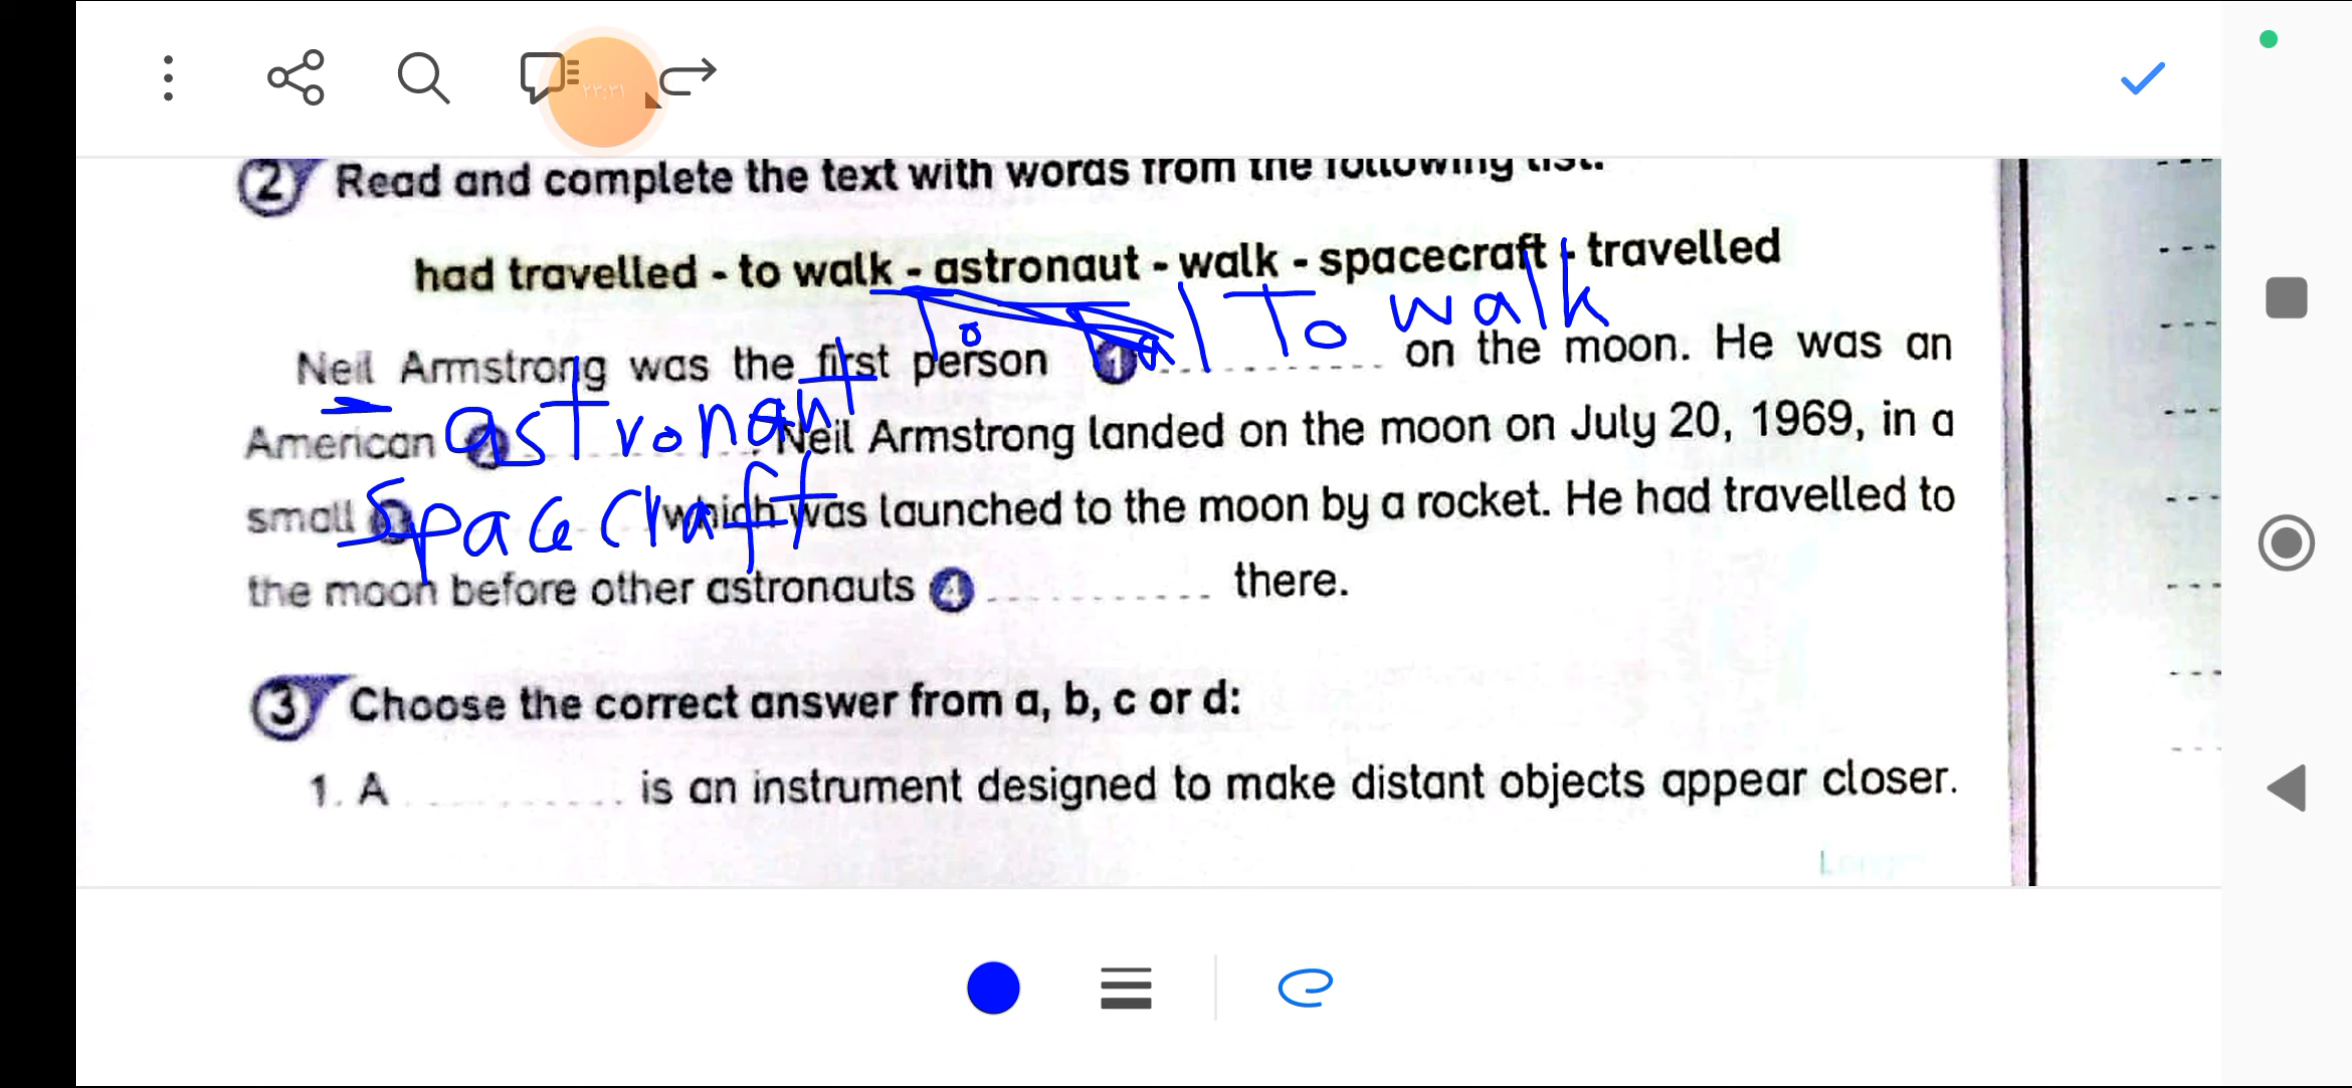 ٢٢:٢١
2 Read and complete the text with words from the following list.
had travelled - to walk - astronaut - walk - spacecraft - travelled
To walk
Neil Armstrong was the first person 1 ............ on the moon. He was an
American 2 astronant ............. Neil Armstrong landed on the moon on July 20, 1969, in a
small 3 spacecraft which was launched to the moon by a rocket. He had travelled to
the moon before other astronauts 4 ............ there.
3 Choose the correct answer from a, b, c or d:
1. A ............ is an instrument designed to make distant objects appear closer.